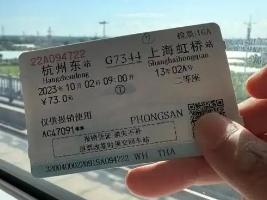 22A094722 检票:16A
杭州东站 G7344 上海虹桥站
Hangzhoudong Shanghaihongqiao
2023年10月02日09:00开 13车02A号
￥73.0元 二等座
仅供报销使用
AC47091** PHONGSAN
报销凭证 遗失不补
退票改签时须交回车站
WH THA